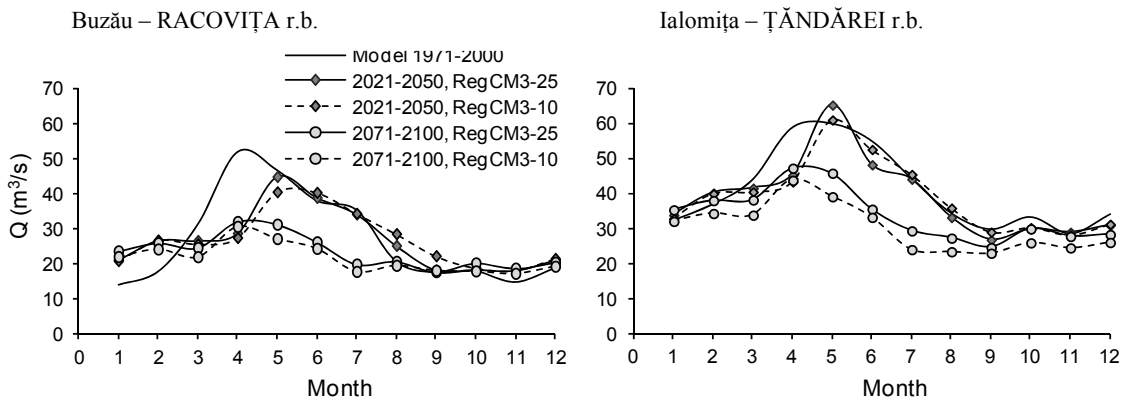 Buzău – RACOVIȚA r.b.
Ialomița – ȚĂNDĂREI r.b.
Model 1971-2000
2021-2050, RegCM3-25
2021-2050, RegCM3-10
2071-2100, RegCM3-25
2071-2100, RegCM3-10
Q (m³/s)
70
60
50
40
30
20
10
0
0 1 2 3 4 5 6 7 8 9 10 11 12
Month
70
60
50
40
30
20
10
0
0 1 2 3 4 5 6 7 8 9 10 11 12
Month